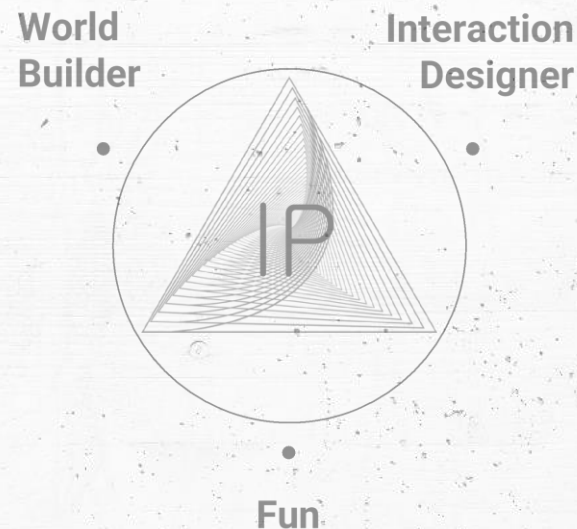 World
Builder
Interaction
Designer
IP
Fun